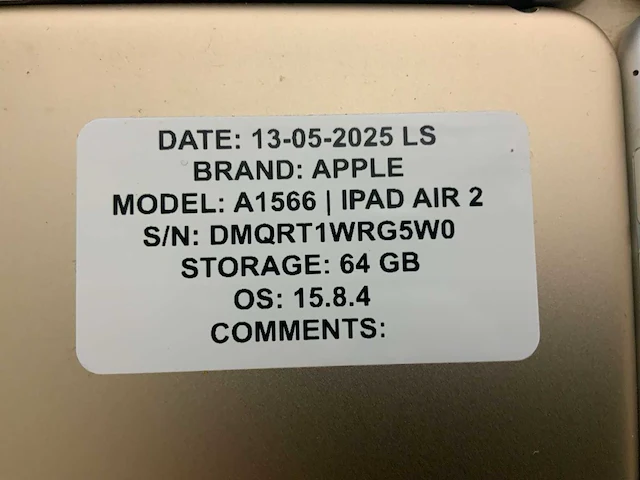 DATE: 13-05-2025 LS
BRAND: APPLE
MODEL: A1566 | IPAD AIR 2
S/N: DMQRT1WRG5W0
STORAGE: 64 GB
OS: 15.8.4
COMMENTS: